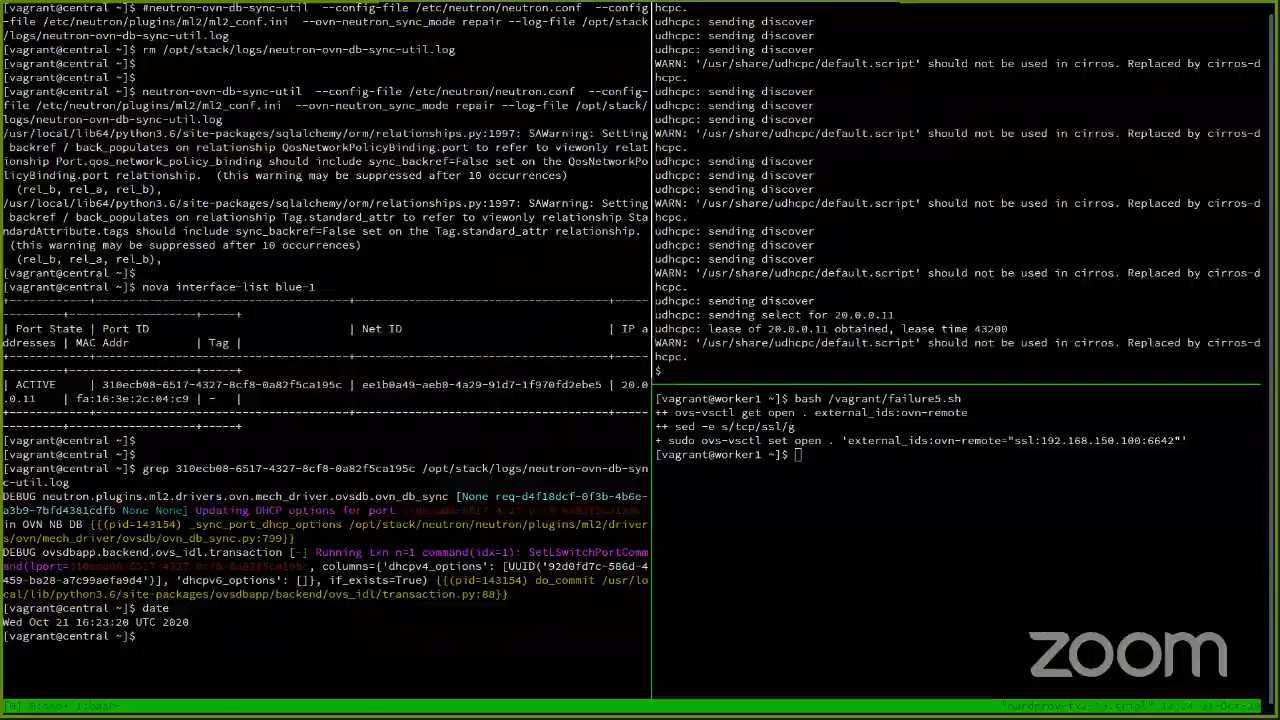 [vagrant@central ~]$ #neutron-ovn-db-sync-util  --config-file /etc/neutron/neutron.conf  --config
-file /etc/neutron/plugins/ml2/ml2_conf.ini  --ovn-neutron_sync_mode repair --log-file /opt/stack
/logs/neutron-ovn-db-sync-util.log
[vagrant@central ~]$ rm /opt/stack/logs/neutron-ovn-db-sync-util.log
[vagrant@central ~]$
[vagrant@central ~]$
[vagrant@central ~]$ neutron-ovn-db-sync-util  --config-file /etc/neutron/neutron.conf  --config-
file /etc/neutron/plugins/ml2/ml2_conf.ini  --ovn-neutron_sync_mode repair --log-file /opt/stack/
logs/neutron-ovn-db-sync-util.log
/usr/local/lib64/python3.6/site-packages/sqlalchemy/orm/relationships.py:1997: SAWarning: Setting
 backref / back_populates on relationship QosNetworkPolicyBinding.port to refer to viewonly relat
ionship Port.qos_network_policy_binding should include sync_backref=False set on the QosNetworkPo
licyBinding.port relationship.  (this warning may be suppressed after 10 occurrences)
  (rel_b, rel_a, rel_b),
/usr/local/lib64/python3.6/site-packages/sqlalchemy/orm/relationships.py:1997: SAWarning: Setting
 backref / back_populates on relationship Tag.standard_attr to refer to viewonly relationship Sta
ndardAttribute.tags should include sync_backref=False set on the Tag.standard_attr relationship.
 (this warning may be suppressed after 10 occurrences)
  (rel_b, rel_a, rel_b),
[vagrant@central ~]$
[vagrant@central ~]$ nova interface-list blue-1
| Port State | Port ID                              | Net ID                               | IP a
ddresses | MAC Addr          | Tag |
| ACTIVE     | 310ecb08-6517-4327-8cf8-0a82f5ca195c | ee1b0a49-aeb0-4a29-91d7-1f970fd2ebe5 | 20.0
.0.11    | fa:16:3e:2c:04:c9 | -   |
[vagrant@central ~]$
[vagrant@central ~]$
[vagrant@central ~]$ grep 310ecb08-6517-4327-8cf8-0a82f5ca195c /opt/stack/logs/neutron-ovn-db-syn
c-util.log
DEBUG neutron.plugins.ml2.drivers.ovn.mech_driver.ovsdb.ovn_db_sync [None req-d4f18dcf-0f3b-4b6e-
a3b9-7bfd4381cdfb None None] Updating DHCP options for port
in OVN NB DB {{(pid=143154) _sync_port_dhcp_options /opt/stack/neutron/neutron/plugins/ml2/driver
s/ovn/mech_driver/ovsdb/ovn_db_sync.py:799}}
DEBUG ovsdbapp.backend.ovs_idl.transaction [-] Running txn n=1 command(idx=1): SetLSwitchPortComm
and(lport=310ecb08-6517-4327-8cf8-0a82f5ca195c, columns={'dhcpv4_options': [UUID('92d0fd7c-586d-4
459-ba28-a7c99aefa9d4')], 'dhcpv6_options': []}, if_exists=True) {{(pid=143154) do_commit /usr/lo
cal/lib/python3.6/site-packages/ovsdbapp/backend/ovs_idl/transaction.py:88}}
[vagrant@central ~]$ date
Wed Oct 21 16:23:20 UTC 2020
[vagrant@central ~]$
hcpc.
udhcpc: sending discover
udhcpc: sending discover
udhcpc: sending discover
WARN: '/usr/share/udhcpc/default.script' should not be used in cirros. Replaced by cirros-d
hcpc.
udhcpc: sending discover
udhcpc: sending discover
udhcpc: sending discover
WARN: '/usr/share/udhcpc/default.script' should not be used in cirros. Replaced by cirros-d
hcpc.
udhcpc: sending discover
udhcpc: sending discover
udhcpc: sending discover
WARN: '/usr/share/udhcpc/default.script' should not be used in cirros. Replaced by cirros-d
hcpc.
udhcpc: sending discover
udhcpc: sending discover
udhcpc: sending discover
WARN: '/usr/share/udhcpc/default.script' should not be used in cirros. Replaced by cirros-d
hcpc.
udhcpc: sending discover
udhcpc: sending select for 20.0.0.11
udhcpc: lease of 20.0.0.11 obtained, lease time 43200
WARN: '/usr/share/udhcpc/default.script' should not be used in cirros. Replaced by cirros-d
hcpc.
$
[vagrant@worker1 ~]$ bash /vagrant/failure5.sh
++ ovs-vsctl get open . external_ids:ovn-remote
++ sed -e s/tcp/ssl/g
+ sudo ovs-vsctl set open . 'external_ids:ovn-remote="ssl:192.168.150.100:6642"'
[vagrant@worker1 ~]$
zoom